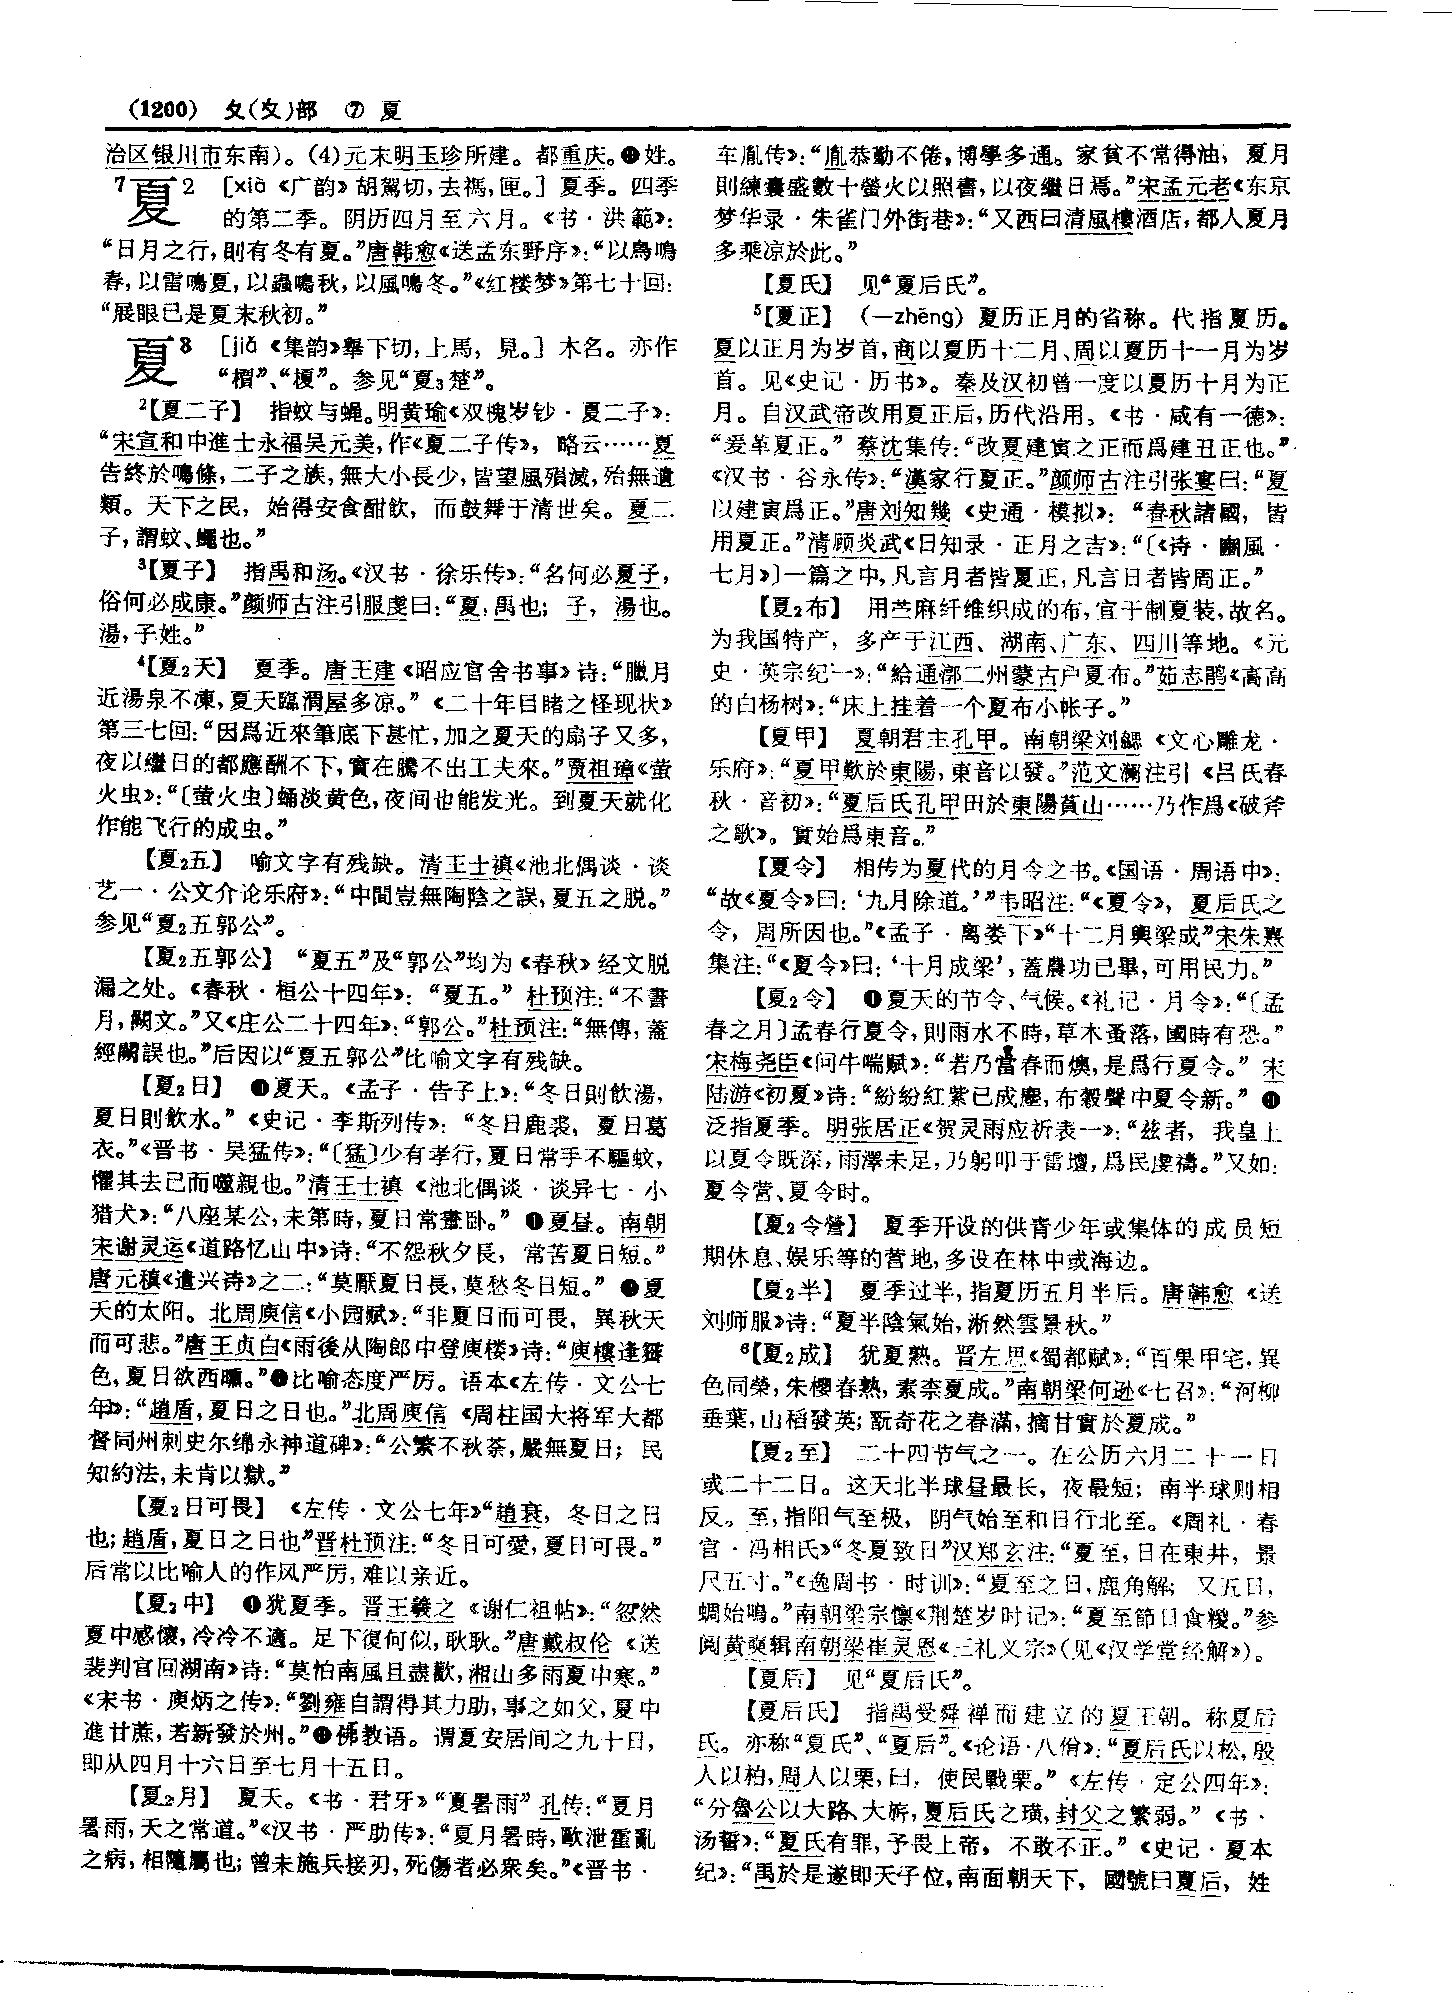 (1200) 夂(夊)部 ⑦ 夏
治区银川市东南)。(4)元末明玉珍所建。都重庆。⓮姓。
7夏2 [xià《广韵》胡駕切,去禡,匣。] 夏季。四季
的第二季。阴历四月至六月。《书·洪範》:
“日月之行,則有冬有夏。”唐韩愈《送孟东野序》:“以鳥鳴
春,以雷鳴夏,以蟲鳴秋,以風鳴冬。”《红楼梦》第七十回:
“展眼已是夏末秋初。”
夏3 [jiǎ《集韵》擧下切,上馬,見。] 木名。亦作
“檟”、“榎”。参见“夏3楚”。
2【夏二子】 指蚊与蝇。明黄瑜《双槐岁钞·夏二子》:
“宋宣和中進士永福吴元美,作《夏二子传》,略云……夏
告終於鳴條,二子之族,無大小長少,皆望風殞滅,殆無遺
類。天下之民,始得安食酣飲,而鼓舞于清世矣。夏二
子,謂蚊、蠅也。”
3【夏子】 指禹和汤。《汉书·徐乐传》:“名何必夏子,
俗何必成康。”颜师古注引服虔曰:“夏,禹也;子,湯也。
湯,子姓。”
4【夏2天】 夏季。唐王建《昭应官舍书事》诗:“臘月
近湯泉不凍,夏天臨渭屋多凉。”《二十年目睹之怪现状》
第三七回:“因爲近來筆底下甚忙,加之夏天的扇子又多,
夜以繼日的都應酬不下,實在騰不出工夫來。”贾祖璋《萤
火虫》:“〔萤火虫〕蛹淡黄色,夜间也能发光。到夏天就化
作能飞行的成虫。”
【夏2五】 喻文字有残缺。清王士禛《池北偶谈·谈
艺一·公文介论乐府》:“中間豈無陶陰之誤,夏五之脱。”
参见“夏2五郭公”。
【夏2五郭公】 “夏五”及“郭公”均为《春秋》经文脱
漏之处。《春秋·桓公十四年》:“夏五。”杜预注:“不書
月,闕文。”又《庄公二十四年》:“郭公。”杜预注:“無傳,蓋
經闕誤也。”后因以“夏五郭公”比喻文字有残缺。
【夏2日】 ❶夏天。《孟子·告子上》:“冬日則飲湯,
夏日則飲水。”《史记·李斯列传》:“冬日鹿裘,夏日葛
衣。”《晋书·吴猛传》:“〔猛〕少有孝行,夏日常手不驅蚊,
懼其去己而噬親也。”清王士禛《池北偶谈·谈异七·小
猎犬》:“八座某公,未第時,夏日常晝卧。”❷夏昼。南朝
宋谢灵运《道路忆山中》诗:“不怨秋夕長,常苦夏日短。”
唐元稹《遣兴诗》之二:“莫厭夏日長,莫愁冬日短。”❸夏
天的太阳。北周庾信《小园赋》:“非夏日而可畏,異秋天
而可悲。”唐王贞白《雨後从陶郎中登庾楼》诗:“庾樓逢霽
色,夏日欲西曛。”❹比喻态度严厉。语本《左传·文公七
年》:“趙盾,夏日之日也。”北周庾信《周柱国大将军大都
督同州刺史尔绵永神道碑》:“公繁不秋荼,嚴無夏日;民
知約法,未肯以獄。”
【夏2日可畏】 《左传·文公七年》“趙衰,冬日之日
也;趙盾,夏日之日也”晋杜预注:“冬日可愛,夏日可畏。”
后常以比喻人的作风严厉,难以亲近。
【夏2中】 ❶犹夏季。晋王羲之《谢仁祖帖》:“忽然
夏中感懷,冷冷不適。足下復何似,耿耿。”唐戴叔伦《送
裴判官回湖南》诗:“莫怕南風且盡歡,湘山多雨夏中寒。”
《宋书·庾炳之传》:“劉雍自謂得其力助,事之如父,夏中
進甘蔗,若新發於州。”❷佛教语。谓夏安居间之九十日,
即从四月十六日至七月十五日。
【夏2月】 夏天。《书·君牙》“夏暑雨”孔传:“夏月
暑雨,天之常道。”《汉书·严助传》:“夏月暑時,歐泄霍亂
之病,相隨屬也;曾未施兵接刃,死傷者必衆矣。”《晋书·
车胤传》:“胤恭勤不倦,博學多通。家貧不常得油,夏月
則練囊盛數十螢火以照書,以夜繼日焉。”宋孟元老《东京
梦华录·朱雀门外街巷》:“又西曰清風樓酒店,都人夏月
多乘凉於此。”
【夏氏】 见“夏后氏”。
5【夏正】 (—zhēng) 夏历正月的省称。代指夏历。
夏以正月为岁首,商以夏历十二月、周以夏历十一月为岁
首。见《史记·历书》。秦及汉初曾一度以夏历十月为正
月。自汉武帝改用夏正后,历代沿用。《书·咸有一德》:
“爰革夏正。”蔡沈集传:“改夏建寅之正而爲建丑正也。”
《汉书·谷永传》:“漢家行夏正。”颜师古注引张宴曰:“夏
以建寅爲正。”唐刘知幾《史通·模拟》:“春秋諸國,皆
用夏正。”清顾炎武《日知录·正月之吉》:“〔《诗·豳風·
七月》〕一篇之中,凡言月者皆夏正,凡言日者皆周正。”
【夏2布】 用苎麻纤维织成的布,宜于制夏装,故名。
为我国特产,多产于江西、湖南、广东、四川等地。《元
史·英宗纪一》:“給通漷二州蒙古户夏布。”茹志鹃《高高
的白杨树》:“床上挂着一个夏布小帐子。”
【夏甲】 夏朝君主孔甲。南朝梁刘勰《文心雕龙·
乐府》:“夏甲歎於東陽,東音以發。”范文瀾注引《吕氏春
秋·音初》:“夏后氏孔甲田於東陽萯山……乃作爲《破斧
之歌》,實始爲東音。”
【夏令】 相传为夏代的月令之书。《国语·周语中》:
“故《夏令》曰:‘九月除道。’”韦昭注:“《夏令》,夏后氏之
令,周所因也。”《孟子·离娄下》“十二月輿梁成”宋朱熹
集注:“《夏令》曰:‘十月成梁’,蓋農功已畢,可用民力。”
【夏2令】 ❶夏天的节令、气候。《礼记·月令》:“〔孟
春之月〕孟春行夏令,則雨水不時,草木蚤落,國時有恐。”
宋梅尧臣《问牛喘赋》:“若乃當春而燠,是爲行夏令。”宋
陆游《初夏》诗:“紛紛紅紫已成塵,布穀聲中夏令新。”❷
泛指夏季。明张居正《贺灵雨应祈表一》:“兹者,我皇上
以夏令既深,雨澤未足,乃躬叩于雷壇,爲民虔禱。”又如:
夏令营、夏令时。
【夏2令營】 夏季开设的供青少年或集体的成员短
期休息、娱乐等的营地,多设在林中或海边。
【夏2半】 夏季过半,指夏历五月半后。唐韩愈《送
刘师服》诗:“夏半陰氣始,淅然雲景秋。”
6【夏2成】 犹夏熟。晋左思《蜀都赋》:“百果甲宅,異
色同榮,朱櫻春熟,素柰夏成。”南朝梁何逊《七召》:“河柳
垂葉,山稻發英;翫奇花之春滿,摘甘實於夏成。”
【夏2至】 二十四节气之一。在公历六月二十一日
或二十二日。这天北半球昼最长,夜最短;南半球则相
反。至,指阳气至极,阴气始至和日行北至。《周礼·春
官·冯相氏》“冬夏致日”汉郑玄注:“夏至,日在東井,景
尺五寸。”《逸周书·时训》:“夏至之日,鹿角解;又五日,
蜩始鳴。”南朝梁宗懔《荆楚岁时记》:“夏至節日食糉。”参
阅黄奭辑南朝梁崔灵恩《三礼义宗》(见《汉学堂经解》)。
【夏后】 见“夏后氏”。
【夏后氏】 指禹受舜禅而建立的夏王朝。称夏后
氏。亦称“夏氏”、“夏后”。《论语·八佾》:“夏后氏以松,殷
人以柏,周人以栗,曰,使民戰栗。”《左传·定公四年》:
“分魯公以大路、大旂,夏后氏之璜,封父之繁弱。”《书·
汤誓》:“夏氏有罪,予畏上帝,不敢不正。”《史记·夏本
纪》:“禹於是遂即天子位,南面朝天下,國號曰夏后,姓